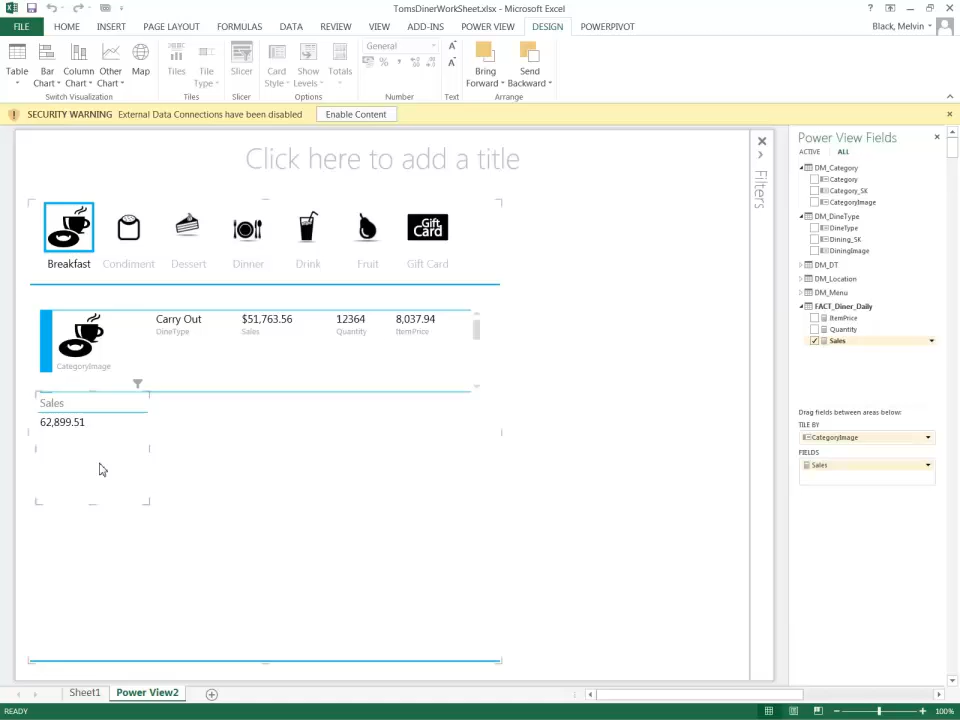 TomsDinerWorkSheet.xlsx - Microsoft Excel
FILE HOME INSERT PAGE LAYOUT FORMULAS DATA REVIEW VIEW ADD-INS POWER VIEW DESIGN POWERPIVOT Black, Melvin
General
Table Bar Chart Column Chart Other Chart Map Tiles Tile Type Slicer Card Style Show Levels Totals Bring Forward Send Backward
Switch Visualization Tiles Slicer Options Number Text Arrange
SECURITY WARNING External Data Connections have been disabled Enable Content
Click here to add a title
Gift Card
Breakfast Condiment Dessert Dinner Drink Fruit Gift Card
Carry Out $51,763.56 12364 8,037.94
DineType Sales Quantity ItemPrice
CategoryImage
Sales
62,899.51
Filters
Power View Fields
ACTIVE ALL
DM_Category
Category
Category_SK
CategoryImage
DM_DineType
DineType
Dining_SK
DiningImage
DM_DT
DM_Location
DM_Menu
FACT_Diner_Daily
ItemPrice
Quantity
Sales
Drag fields between areas below:
TILE BY
CategoryImage
FIELDS
Sales
Sheet1 Power View2
READY 100%